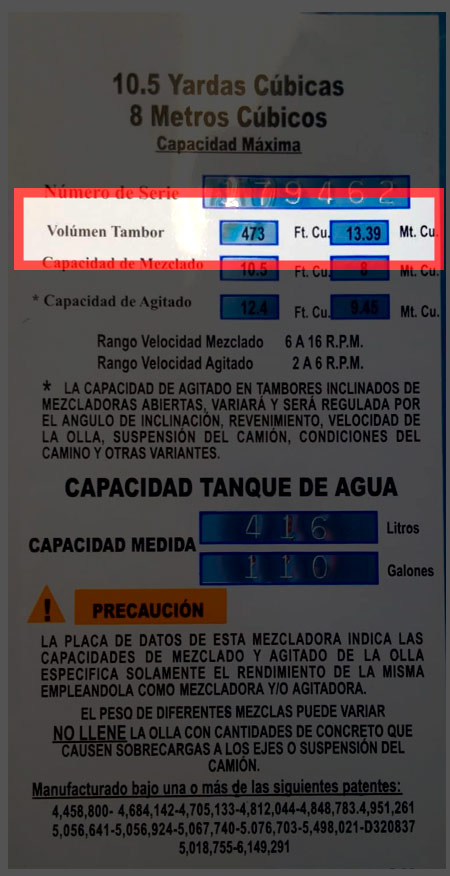 10.5 Yardas Cúbicas
8 Metros Cúbicos
Capacidad Máxima
Número de Serie 179462
Volúmen Tambor 473 Ft. Cu. 13.39 Mt. Cu.
Capacidad de Mezclado 10.5 Ft. Cu. 8 Mt. Cu.
* Capacidad de Agitado 12.4 Ft. Cu. 9.45 Mt. Cu.
Rango Velocidad Mezclado 6 A 16 R.P.M.
Rango Velocidad Agitado 2 A 6 R.P.M.
* LA CAPACIDAD DE AGITADO EN TAMBORES INCLINADOS DE
MEZCLADORAS ABIERTAS, VARIARÁ Y SERÁ REGULADA POR
EL ANGULO DE INCLINACIÓN, REVENIMIENTO, VELOCIDAD DE
LA OLLA, SUSPENSIÓN DEL CAMIÓN, CONDICIONES DEL
CAMINO Y OTRAS VARIANTES.
CAPACIDAD TANQUE DE AGUA
CAPACIDAD MEDIDA
416 Litros
110 Galones
! PRECAUCIÓN
LA PLACA DE DATOS DE ESTA MEZCLADORA INDICA LAS
CAPACIDADES DE MEZCLADO Y AGITADO DE LA OLLA
ESPECIFICA SOLAMENTE EL RENDIMIENTO DE LA MISMA
EMPLEANDOLA COMO MEZCLADORA Y/O AGITADORA.
EL PESO DE DIFERENTES MEZCLAS PUEDE VARIAR
NO LLENE LA OLLA CON CANTIDADES DE CONCRETO QUE
CAUSEN SOBRECARGAS A LOS EJES O SUSPENSIÓN DEL
CAMIÓN.
Manufacturado bajo una o más de las siguientes patentes:
4,458,800- 4,684,142-4,705,133-4,812,044-4,848,783.4,951,261
5,056,641-5,056,924-5,067,740-5.076,703-5,498,021-D320837
5,018,755-6,149,291